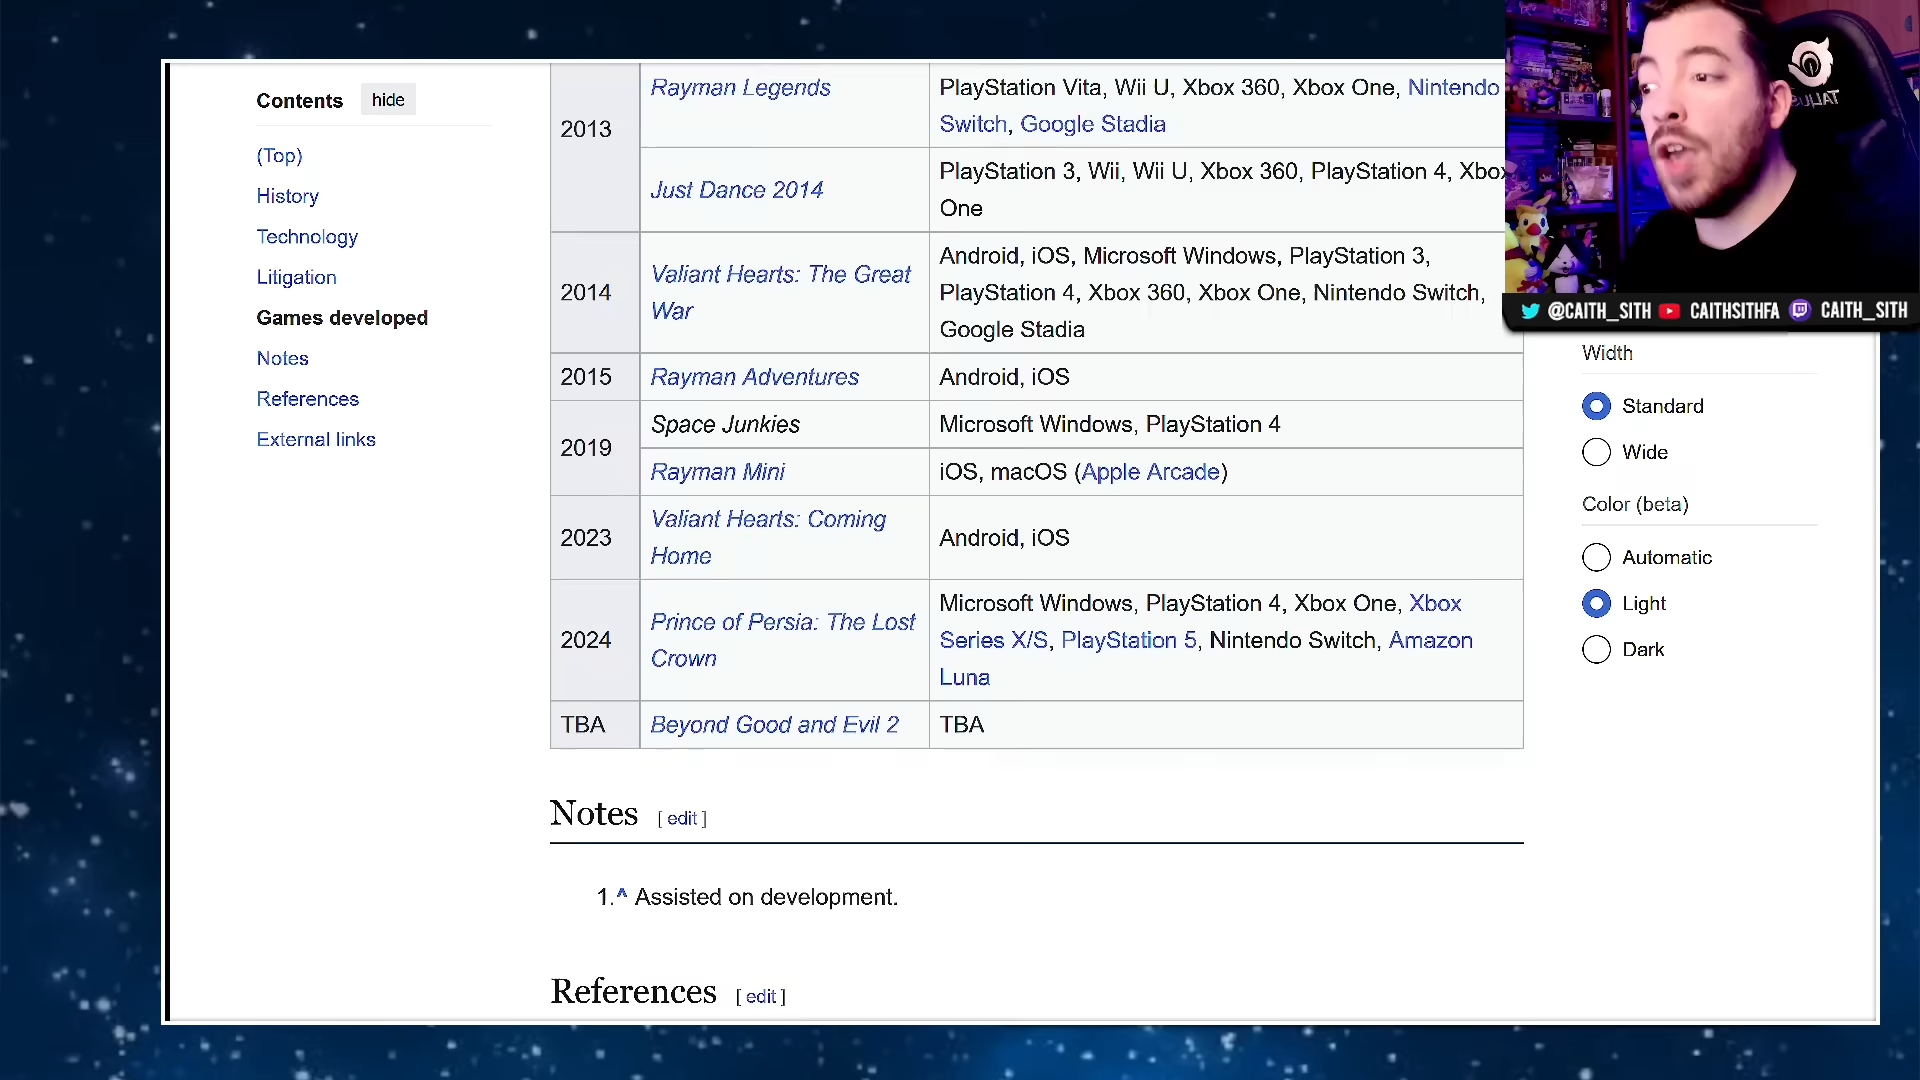 Contents hide
(Top)
History
Technology
Litigation
Games developed
Notes
References
External links
2013
Rayman Legends
PlayStation Vita, Wii U, Xbox 360, Xbox One, Nintendo
Switch, Google Stadia
Just Dance 2014
PlayStation 3, Wii, Wii U, Xbox 360, PlayStation 4, Xbox
One
2014
Valiant Hearts: The Great
War
Android, iOS, Microsoft Windows, PlayStation 3,
PlayStation 4, Xbox 360, Xbox One, Nintendo Switch,
Google Stadia
2015
Rayman Adventures
Android, iOS
2019
Space Junkies
Microsoft Windows, PlayStation 4
Rayman Mini
iOS, macOS (Apple Arcade)
2023
Valiant Hearts: Coming
Home
Android, iOS
2024
Prince of Persia: The Lost
Crown
Microsoft Windows, PlayStation 4, Xbox One, Xbox
Series X/S, PlayStation 5, Nintendo Switch, Amazon
Luna
TBA
Beyond Good and Evil 2
TBA
Notes [ edit ]
1.^ Assisted on development.
References [ edit ]
@CAITH_SITH CAITHSITHFA CAITH_SITH
Width
Standard
Wide
Color (beta)
Automatic
Light
Dark